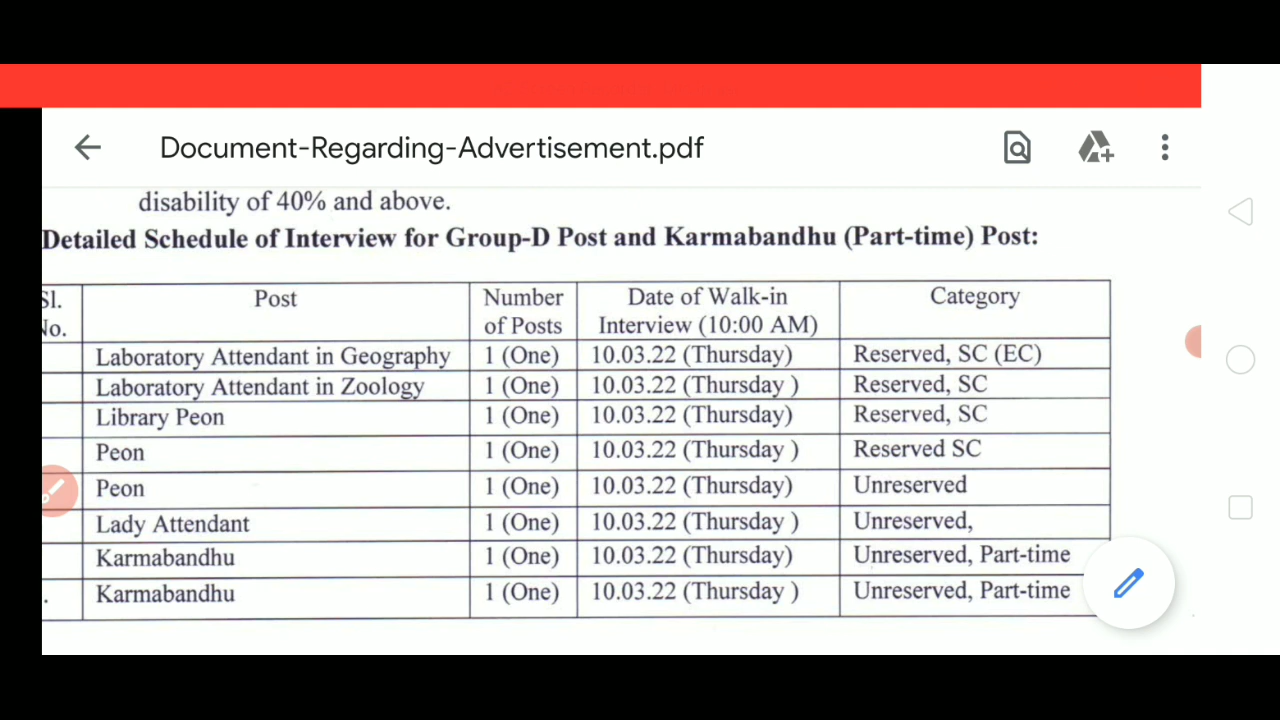 Document-Regarding-Advertisement.pdf
disability of 40% and above.
Detailed Schedule of Interview for Group-D Post and Karmabandhu (Part-time) Post:
Sl. No. Post Number of Posts Date of Walk-in Interview (10:00 AM) Category
Laboratory Attendant in Geography 1 (One) 10.03.22 (Thursday) Reserved, SC (EC)
Laboratory Attendant in Zoology 1 (One) 10.03.22 (Thursday ) Reserved, SC
Library Peon 1 (One) 10.03.22 (Thursday) Reserved, SC
Peon 1 (One) 10.03.22 (Thursday ) Reserved SC
Peon 1 (One) 10.03.22 (Thursday) Unreserved
Lady Attendant 1 (One) 10.03.22 (Thursday ) Unreserved,
Karmabandhu 1 (One) 10.03.22 (Thursday) Unreserved, Part-time
. Karmabandhu 1 (One) 10.03.22 (Thursday ) Unreserved, Part-time